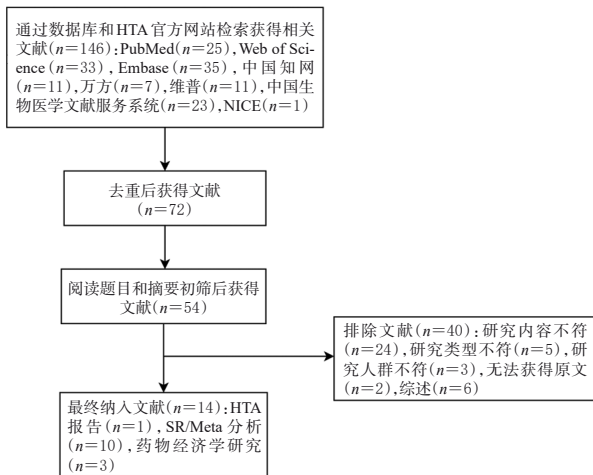 通过数据库和HTA官方网站检索获得相关
文献(n=146):PubMed(n=25),Web of Sci-
ence(n=33),Embase(n=35),中国知网
(n=11),万方(n=7),维普(n=11),中国生
物医学文献服务系统(n=23),NICE(n=1)
去重后获得文献
(n=72)
阅读题目和摘要初筛后获得
文献(n=54)
排除文献(n=40):研究内容不符
(n=24),研究类型不符(n=5),研
究人群不符(n=3),无法获得原文
(n=2),综述(n=6)
最终纳入文献(n=14):HTA
报告(n=1),SR/Meta分析
(n=10),药物经济学研究
(n=3)